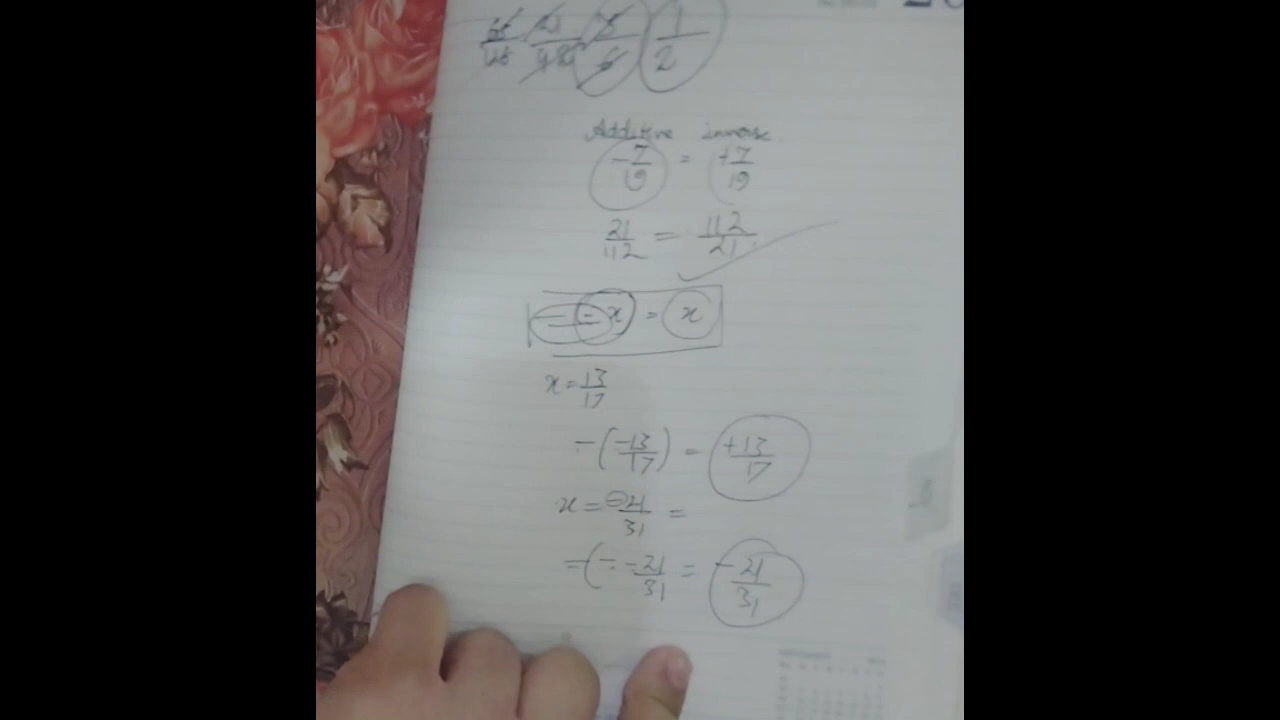 1/2
Additive Inverse
-7/19 = +7/19
21/112 = 112/21
- -x = x
x = 13/17
-(-13/17) = +13/17
x = -21/31 =
-(- -21/31 = -21/31